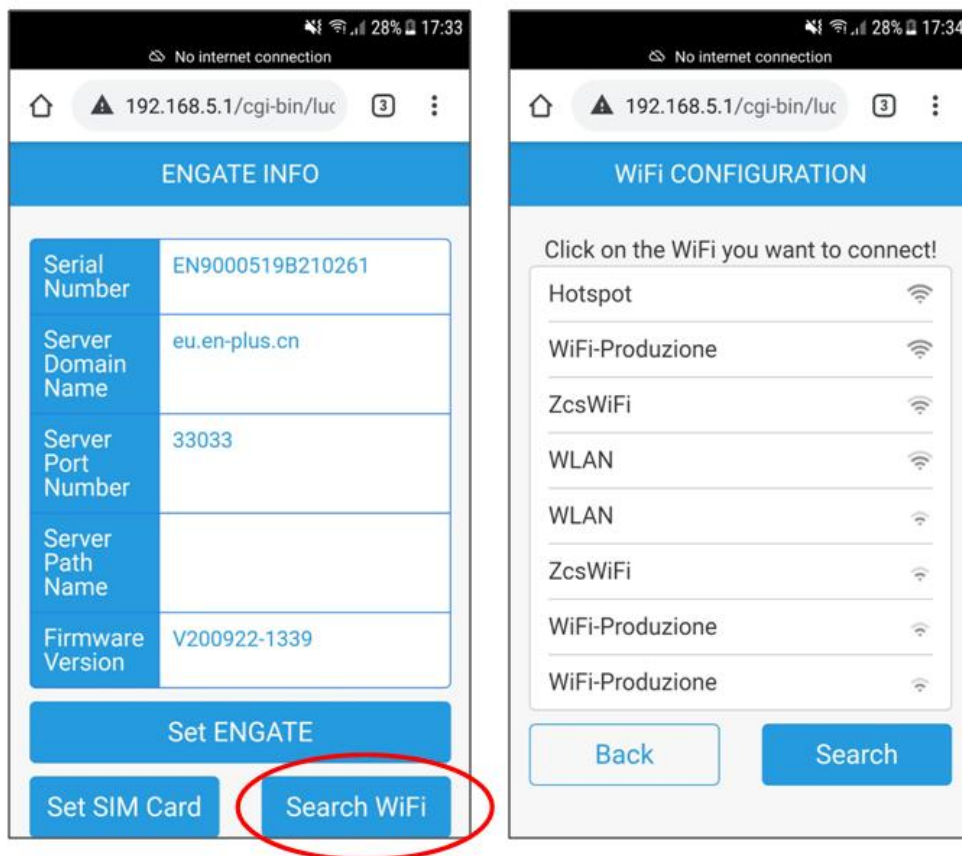 28% 17:33
No internet connection
192.168.5.1/cgi-bin/luc 3
ENGATE INFO
Serial
Number
EN9000519B210261
Server
Domain
Name
eu.en-plus.cn
Server
Port
Number
33033
Server
Path
Name
Firmware
Version
V200922-1339
Set ENGATE
Set SIM Card
Search WiFi
28% 17:34
No internet connection
192.168.5.1/cgi-bin/luc 3
WiFi CONFIGURATION
Click on the WiFi you want to connect!
Hotspot
WiFi-Produzione
ZcsWiFi
WLAN
WLAN
ZcsWiFi
WiFi-Produzione
WiFi-Produzione
Back
Search